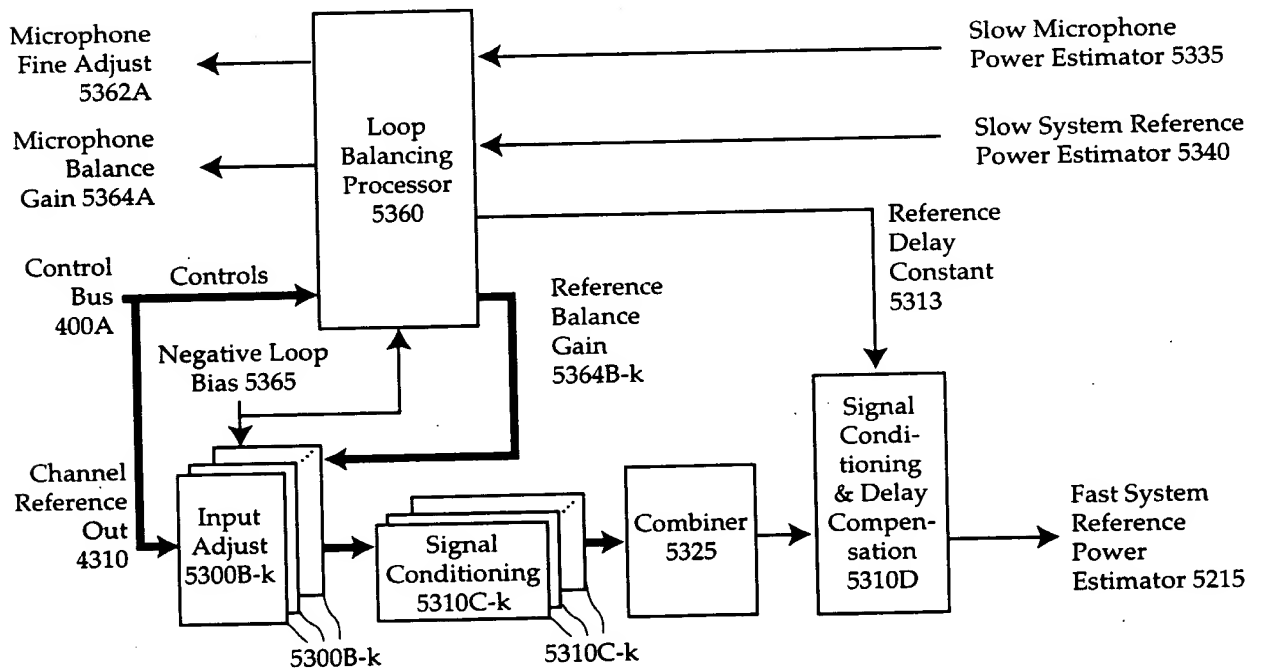 Microphone
Fine Adjust
5362A
Microphone
Balance
Gain 5364A
Loop
Balancing
Processor
5360
Slow Microphone
Power Estimator 5335
Slow System Reference
Power Estimator 5340
Reference
Delay
Constant
5313
Control
Bus
400A
Controls
Negative Loop
Bias 5365
Reference
Balance
Gain
5364B-k
Channel
Reference
Out
4310
Input
Adjust
5300B-k
Signal
Conditioning
5310C-k
Combiner
5325
Signal
Condi-
tioning
& Delay
Compen-
sation
5310D
Fast System
Reference
Power
Estimator 5215
5300B-k
5310C-k